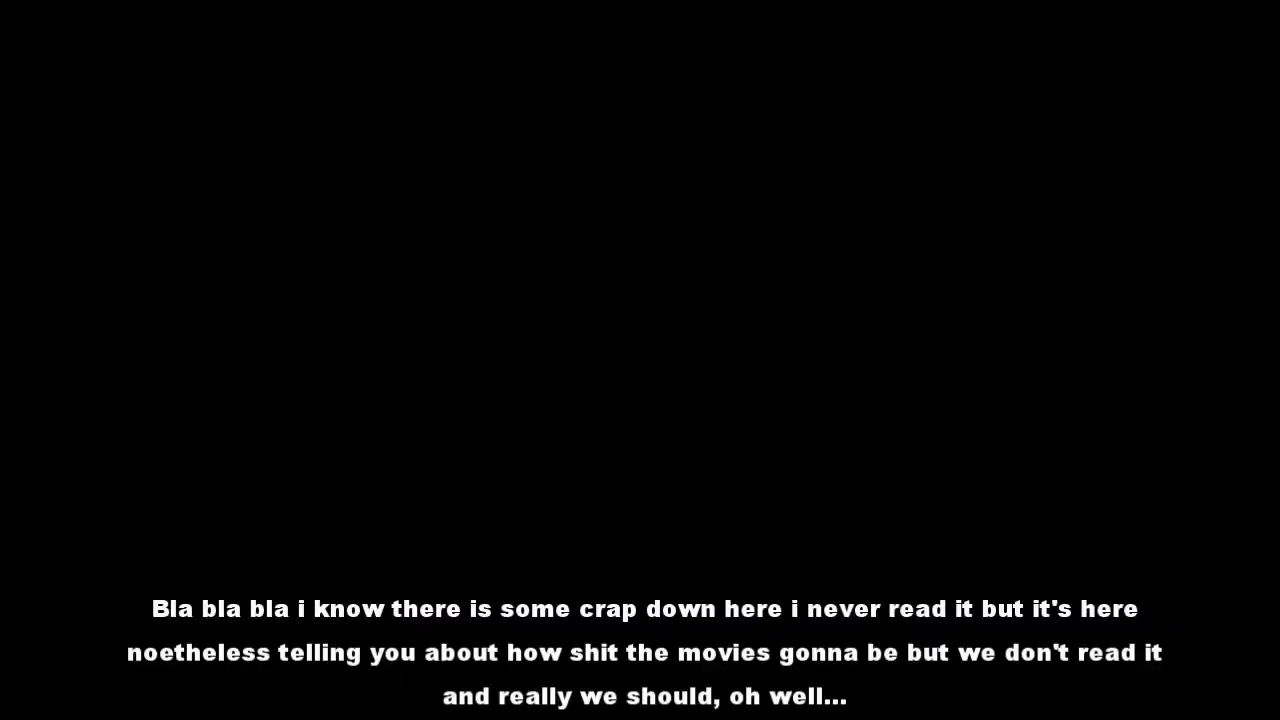 Bla bla bla i know there is some crap down here i never read it but it's here
noetheless telling you about how shit the movies gonna be but we don't read it
and really we should, oh well...